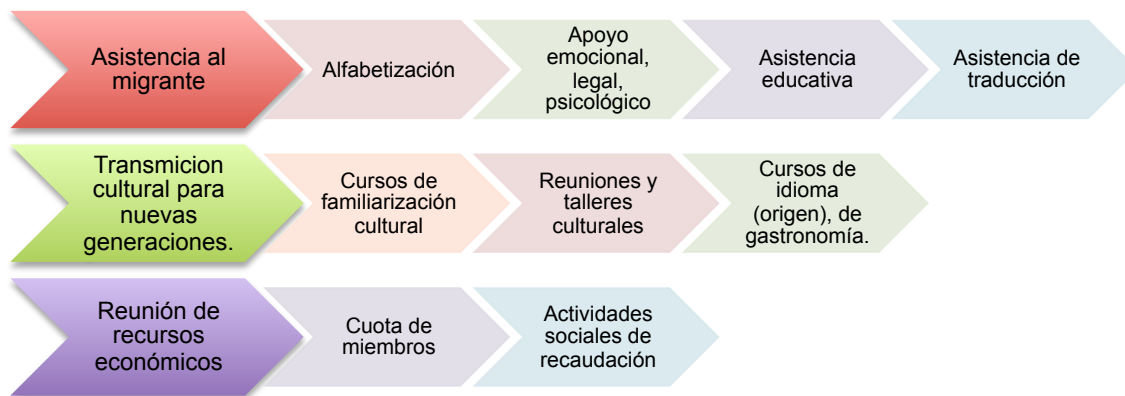 Asistencia al
migrante
Alfabetización
Apoyo
emocional,
legal,
psicológico
Asistencia
educativa
Asistencia de
traducción
Transmicion
cultural para
nuevas
generaciones.
Cursos de
familiarización
cultural
Reuniones y
talleres
culturales
Cursos de
idioma
(origen), de
gastronomía.
Reunión de
recursos
económicos
Cuota de
miembros
Actividades
sociales de
recaudación